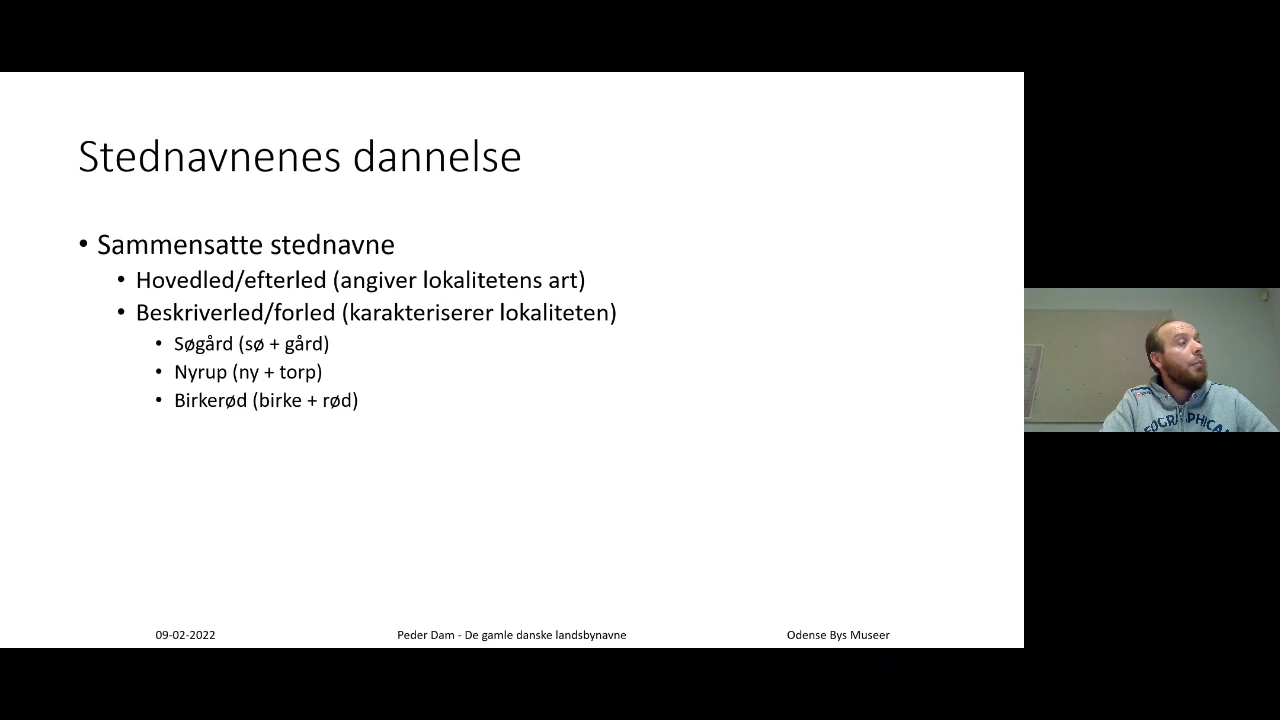 Stednavnenes dannelse
• Sammensatte stednavne
• Hovedled/efterled (angiver lokalitetens art)
• Beskriverled/forled (karakteriserer lokaliteten)
• Søgård (sø + gård)
• Nyrup (ny + torp)
• Birkerød (birke + rød)
09-02-2022
Peder Dam - De gamle danske landsbynavne
Odense Bys Museer
EOGRAPHICA